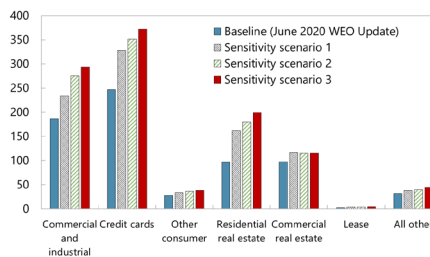 400
350
300
250
200
150
100
50
0
Baseline (June 2020 WEO Update)
Sensitivity scenario 1
Sensitivity scenario 2
Sensitivity scenario 3
Commercial and industrial
Credit cards
Other consumer
Residential real estate
Commercial real estate
Lease
All othe